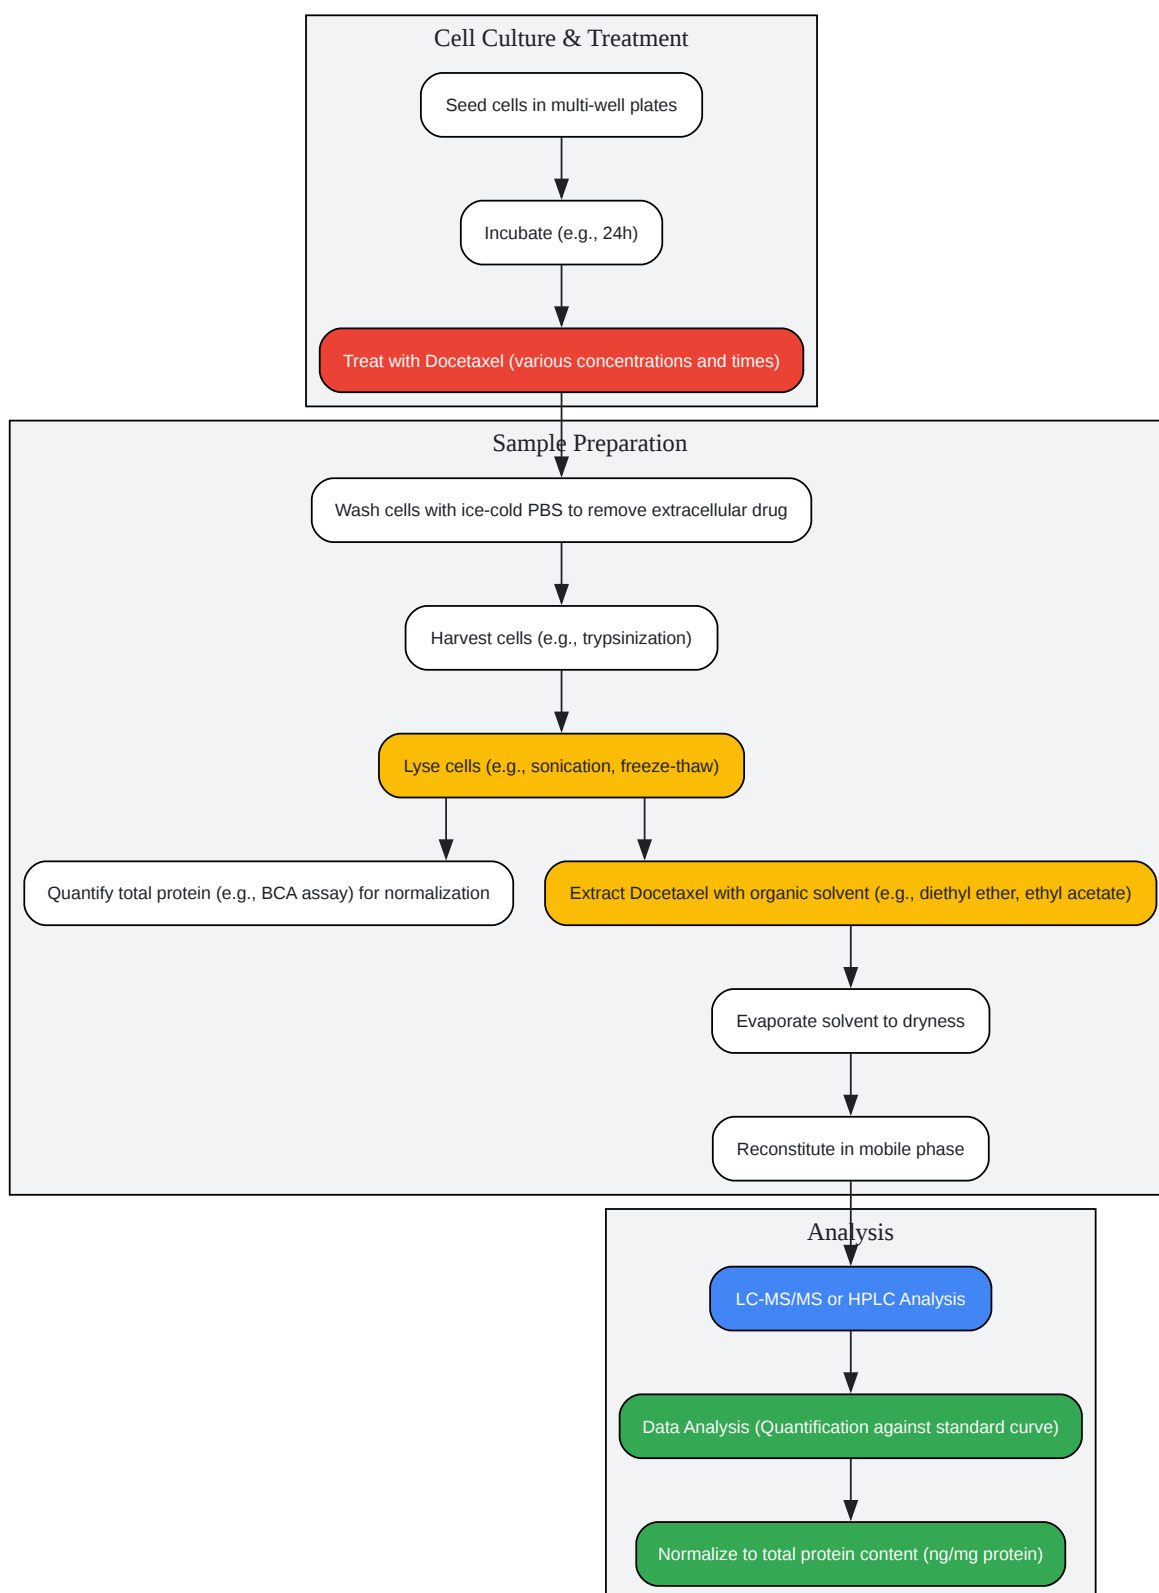 Cell Culture & Treatment
Seed cells in multi-well plates
Incubate (e.g., 24h)
Treat with Docetaxel (various concentrations and times)
Sample Preparation
Wash cells with ice-cold PBS to remove extracellular drug
Harvest cells (e.g., trypsinization)
Lyse cells (e.g., sonication, freeze-thaw)
Quantify total protein (e.g., BCA assay) for normalization
Extract Docetaxel with organic solvent (e.g., diethyl ether, ethyl acetate)
Evaporate solvent to dryness
Reconstitute in mobile phase
Analysis
LC-MS/MS or HPLC Analysis
Data Analysis (Quantification against standard curve)
Normalize to total protein content (ng/mg protein)